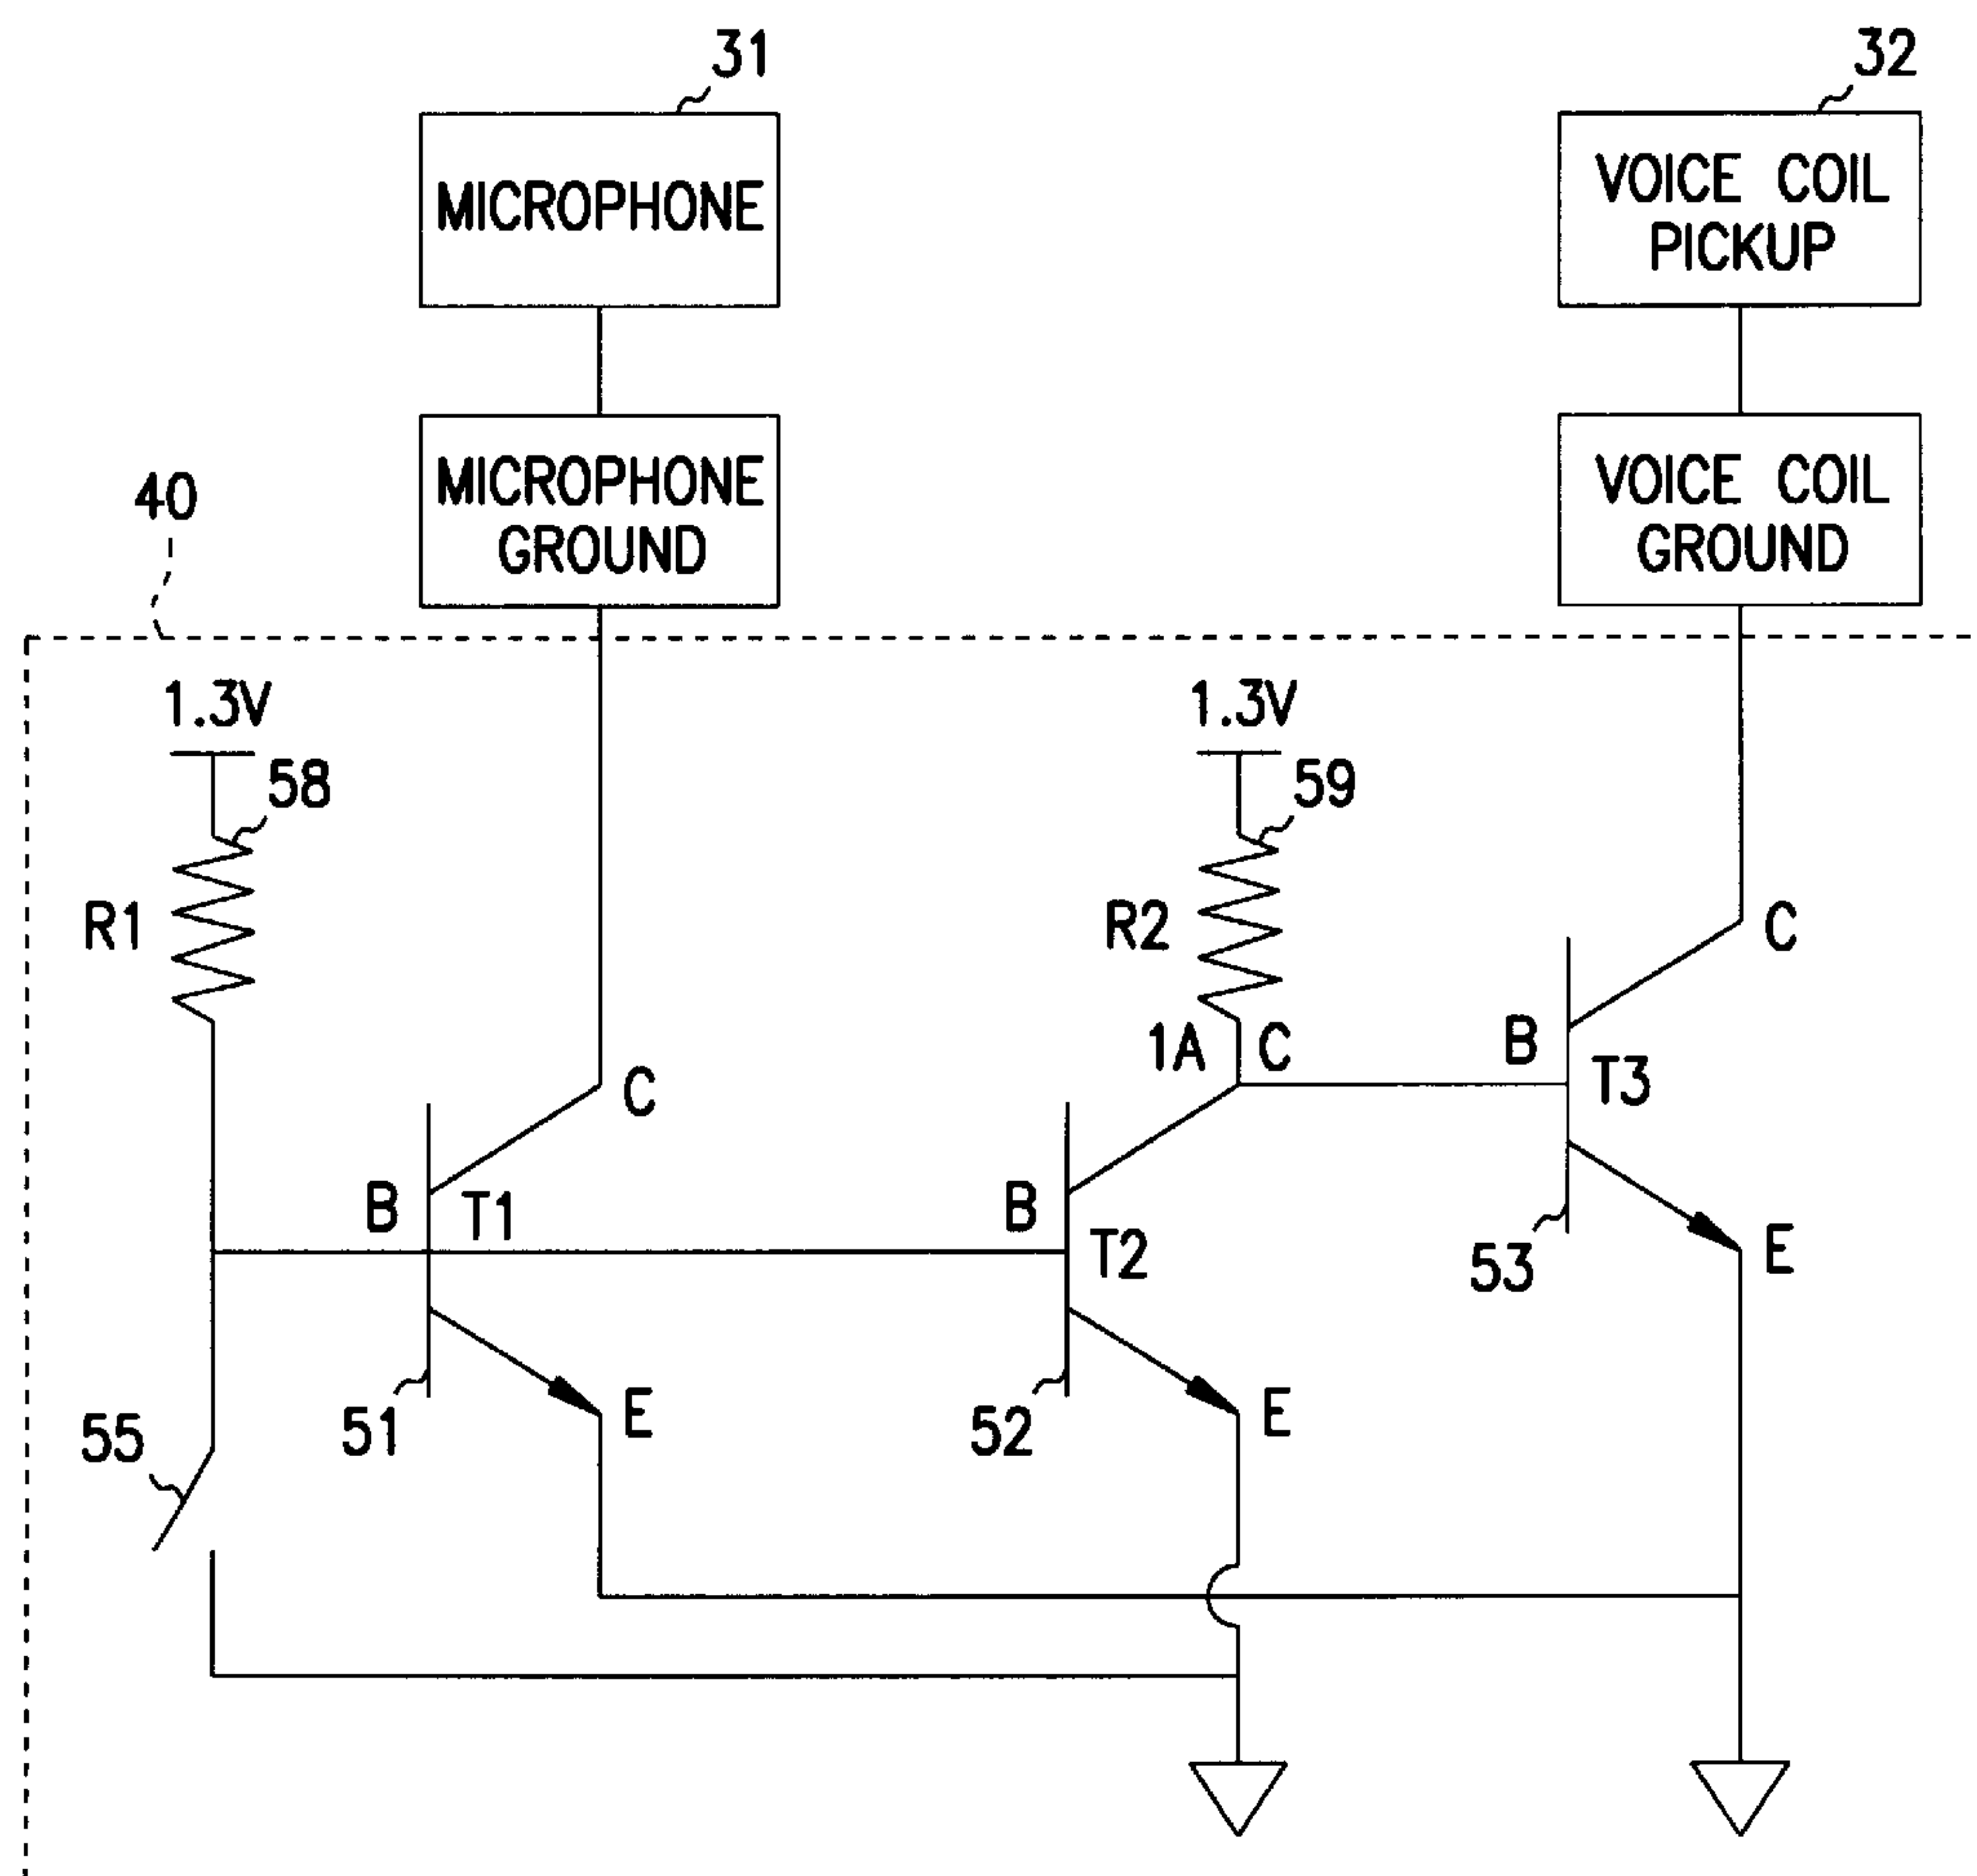 31
32
MICROPHONE
VOICE COIL
PICKUP
MICROPHONE
GROUND
VOICE COIL
GROUND
40
1.3V
1.3V
58
59
R1
R2
C
1A C
B
T3
C
B
T1
B
T2
E
53
E
E
55
51
52